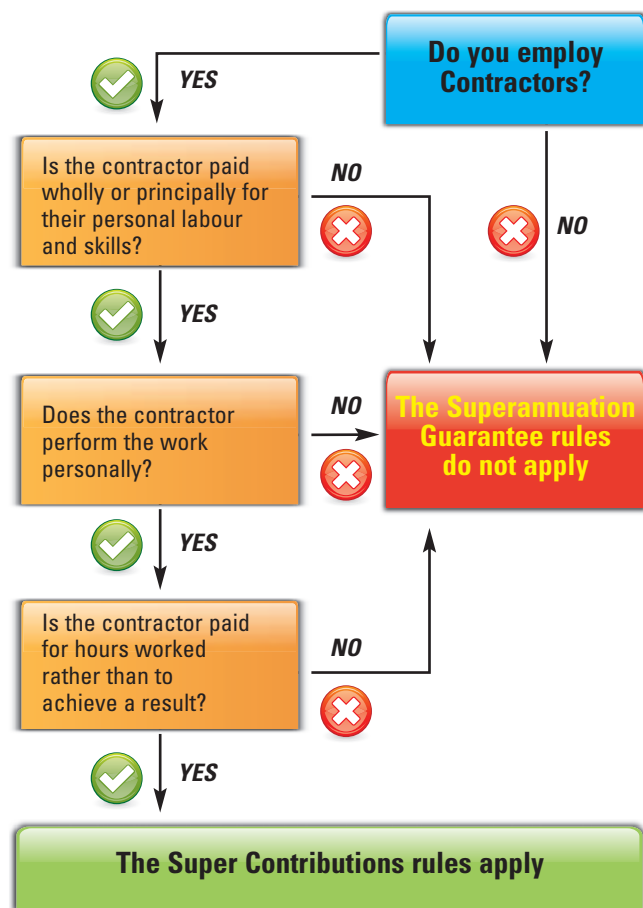 Do you employ
Contractors?
YES
NO
Is the contractor paid
wholly or principally for
their personal labour
and skills?
NO
YES
Does the contractor
perform the work
personally?
NO
The Superannuation
Guarantee rules
do not apply
YES
Is the contractor paid
for hours worked
rather than to
achieve a result?
NO
YES
The Super Contributions rules apply